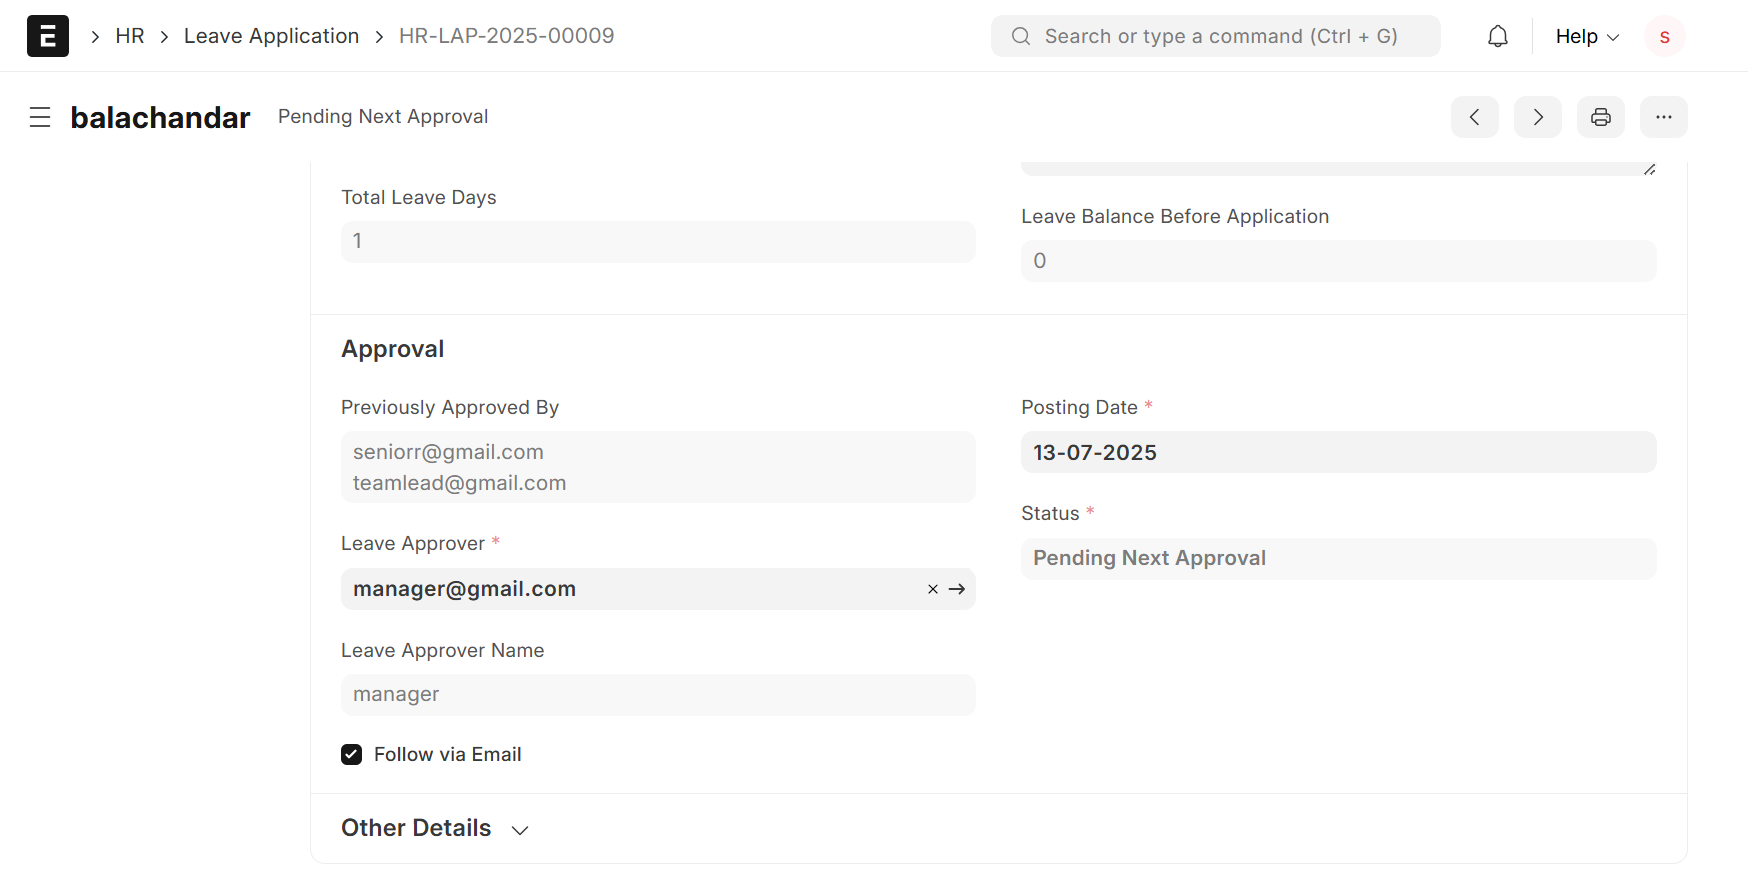 E
HR
Leave Application
HR-LAP-2025-00009
Search or type a command (Ctrl + G)
Help
S
balachandar
Pending Next Approval
Total Leave Days
1
Leave Balance Before Application
0
Approval
Previously Approved By
seniorr@gmail.com
teamlead@gmail.com
Leave Approver *
manager@gmail.com
Leave Approver Name
manager
Follow via Email
Posting Date *
13-07-2025
Status *
Pending Next Approval
Other Details